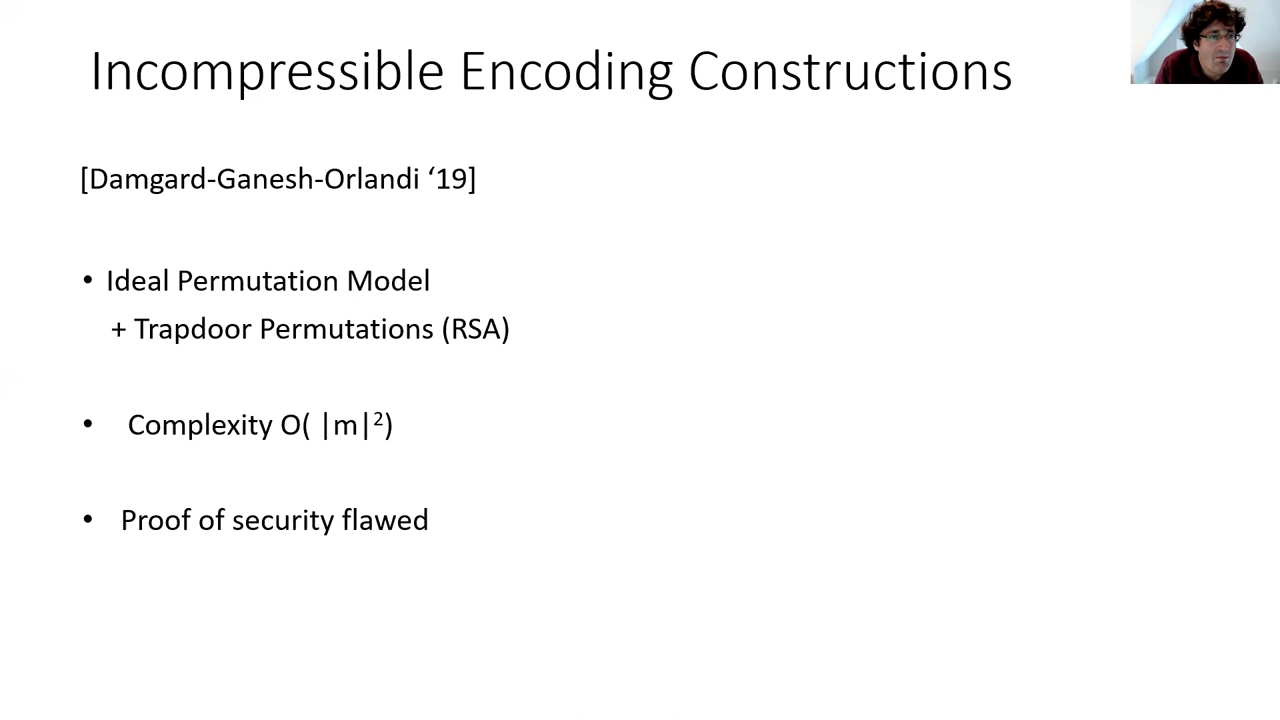 Incompressible Encoding Constructions
[Damgard-Ganesh-Orlandi ‘19]
• Ideal Permutation Model
+ Trapdoor Permutations (RSA)
• Complexity O( |m|²)
• Proof of security flawed